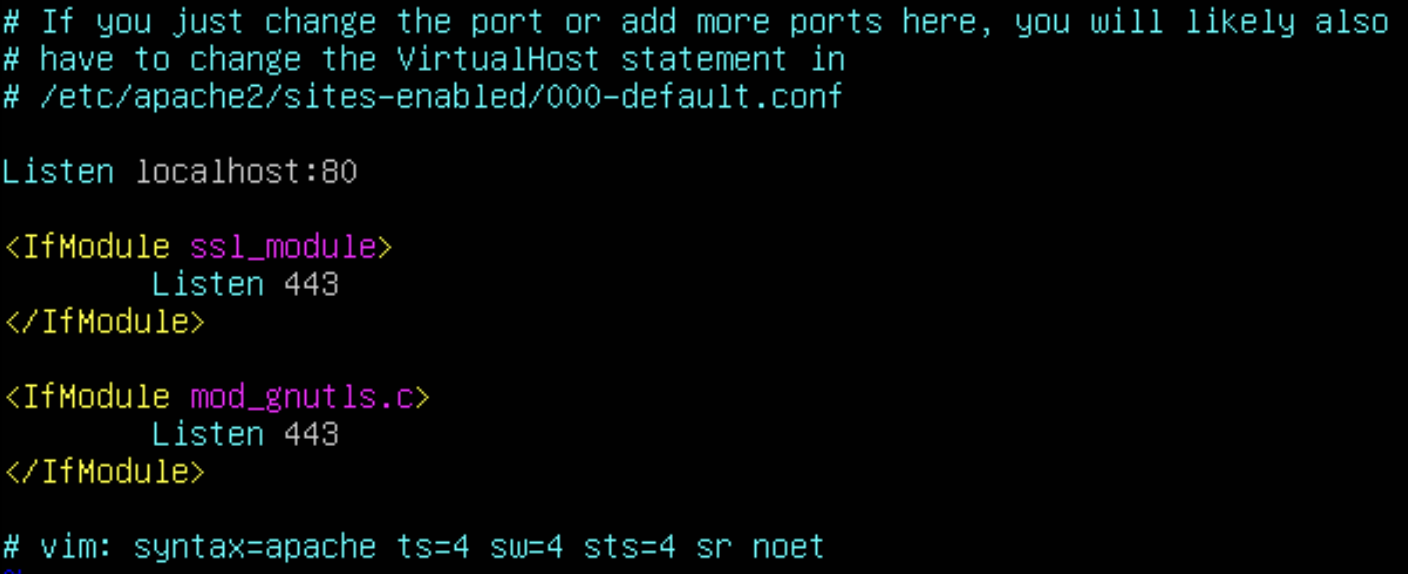 # If you just change the port or add more ports here, you will likely also
# have to change the VirtualHost statement in
# /etc/apache2/sites-enabled/000-default.conf
Listen localhost:80
<IfModule ssl_module>
Listen 443
</IfModule>
<IfModule mod_gnutls.c>
Listen 443
</IfModule>
# vim: syntax=apache ts=4 sw=4 sts=4 sr noet